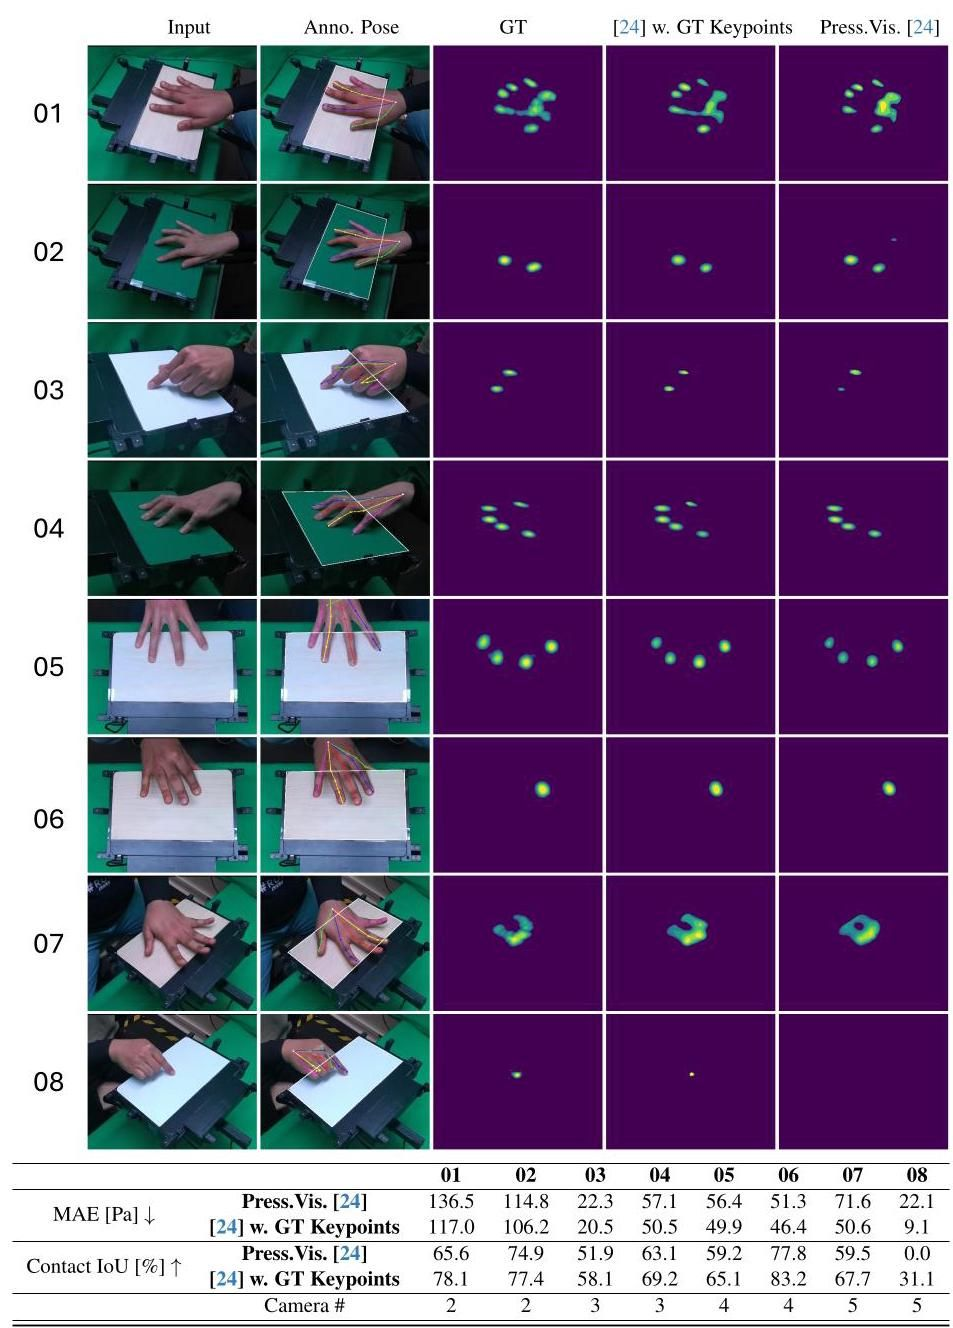 Input Anno. Pose GT [24] w. GT Keypoints Press.Vis. [24]
01
02
03
04
05
06
07
08
01 02 03 04 05 06 07 08
MAE [Pa] ↓ Press.Vis. [24] 136.5 114.8 22.3 57.1 56.4 51.3 71.6 22.1
[24] w. GT Keypoints 117.0 106.2 20.5 50.5 49.9 46.4 50.6 9.1
Contact IoU [%] ↑ Press.Vis. [24] 65.6 74.9 51.9 63.1 59.2 77.8 59.5 0.0
[24] w. GT Keypoints 78.1 77.4 58.1 69.2 65.1 83.2 67.7 31.1
Camera # 2 2 3 3 4 4 5 5